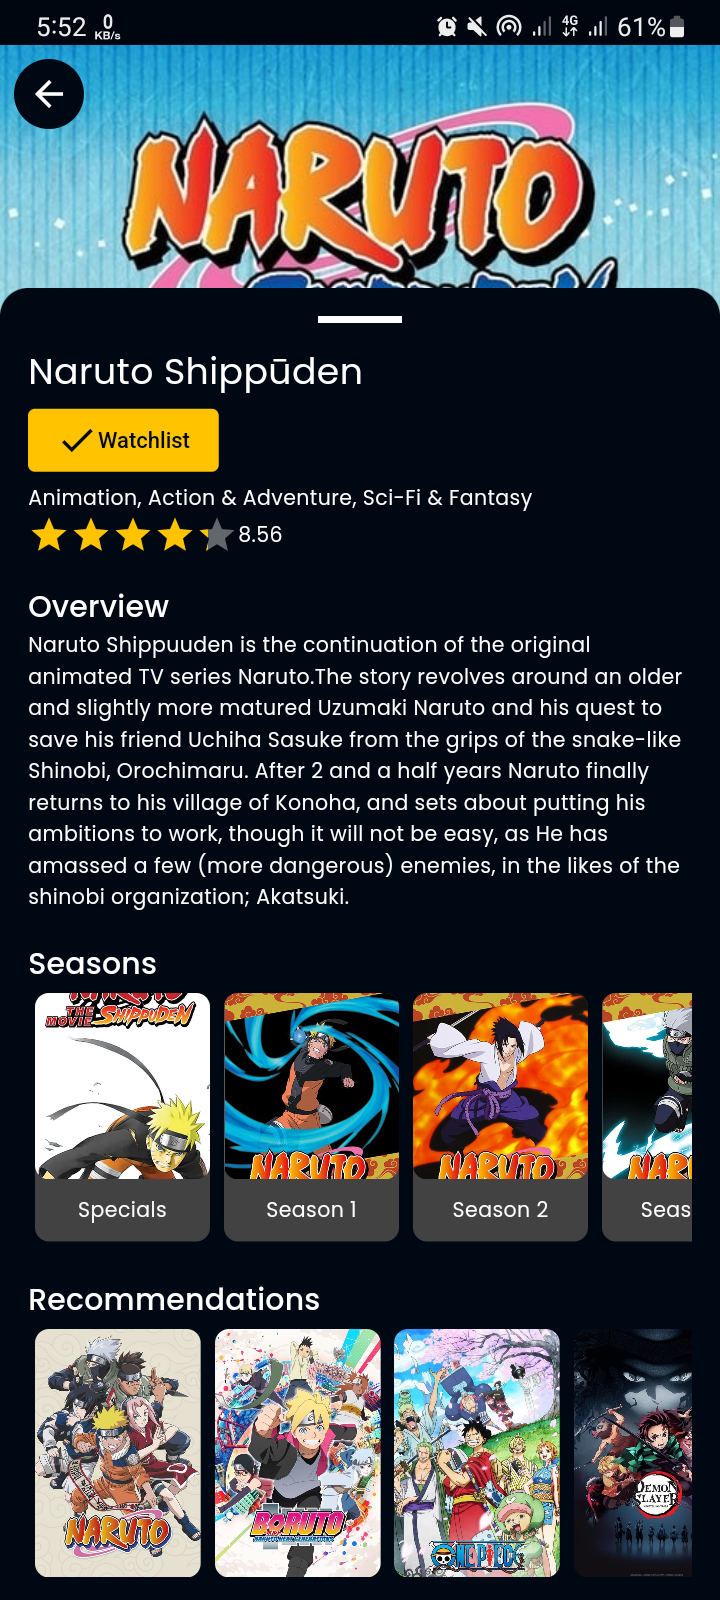 5:52 0 KB/s 4G 61%
NARUTO
Naruto Shippūden
Watchlist
Animation, Action & Adventure, Sci-Fi & Fantasy
8.56
Overview
Naruto Shippuuden is the continuation of the original
animated TV series Naruto.The story revolves around an older
and slightly more matured Uzumaki Naruto and his quest to
save his friend Uchiha Sasuke from the grips of the snake-like
Shinobi, Orochimaru. After 2 and a half years Naruto finally
returns to his village of Konoha, and sets about putting his
ambitions to work, though it will not be easy, as He has
amassed a few (more dangerous) enemies, in the likes of the
shinobi organization; Akatsuki.
Seasons
THE MOVIE SHIPPUDEN
NARUTO
NARUTO
NAR
Specials
Season 1
Season 2
Seas
Recommendations
NARUTO
BORUTO
ONE PIECE
DEMON
SLAYER